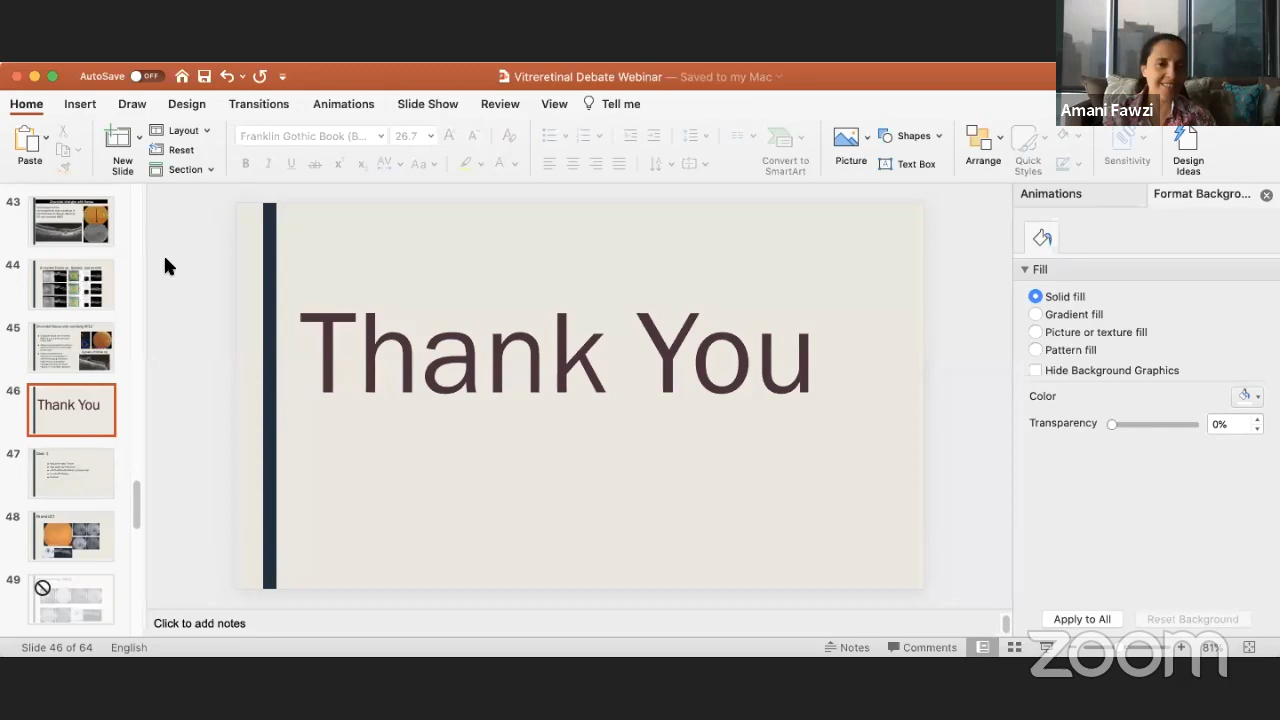 Amani Fawzi
AutoSave OFF
Vitreretinal Debate Webinar — Saved to my Mac
Home Insert Draw Design Transitions Animations Slide Show Review View Tell me
Paste
New Slide
Layout
Reset
Section
Franklin Gothic Book (B... 26.7
Convert to SmartArt
Picture
Shapes
Text Box
Arrange
Quick Styles
Sensitivity
Design Ideas
43
44
45
46
Thank You
47
48
49
Thank You
Click to add notes
Animations
Format Backgro...
Fill
Solid fill
Gradient fill
Picture or texture fill
Pattern fill
Hide Background Graphics
Color
Transparency 0%
Apply to All Reset Background
Slide 46 of 64 English
Notes Comments 81%
zoom